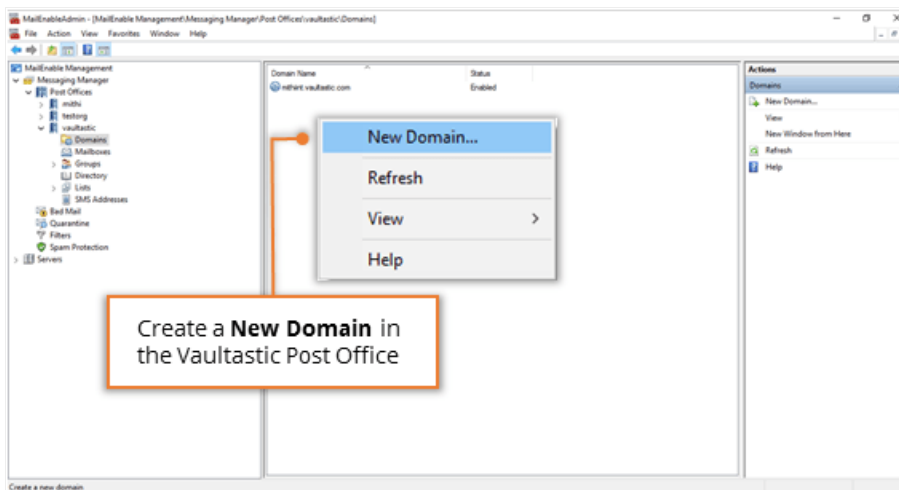 MailEnableAdmin - [MailEnable Management\Messaging Manager\Post Offices\vaultastic\Domains]
File Action View Favorites Window Help
MailEnable Management
Messaging Manager
Post Offices
mithi
testorg
vaultastic
Domains
Mailboxes
Groups
Directory
Lists
SMS Addresses
Bad Mail
Quarantine
Filters
Spam Protection
Servers
Domain Name Status
mithint.vaultastic.com Enabled
New Domain...
Refresh
View
Help
Create a New Domain in
the Vaultastic Post Office
Actions
Domains
New Domain...
View
New Window from Here
Refresh
Help
Create a new domain